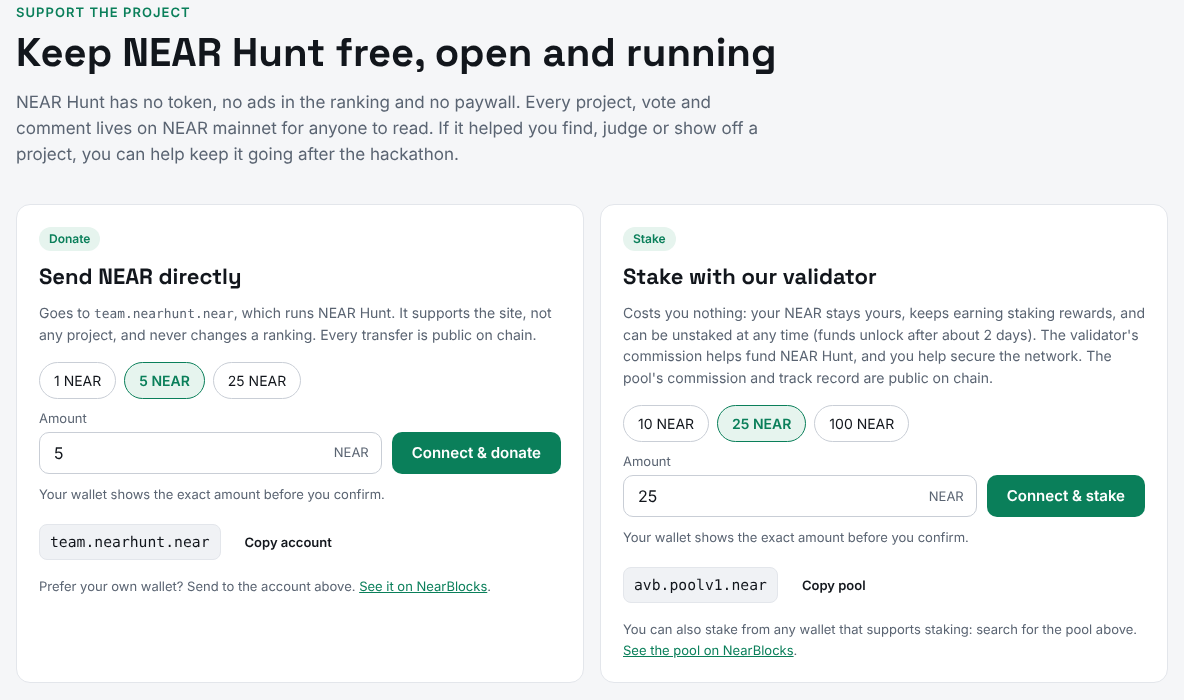 SUPPORT THE PROJECT
Keep NEAR Hunt free, open and running
NEAR Hunt has no token, no ads in the ranking and no paywall. Every project, vote and
comment lives on NEAR mainnet for anyone to read. If it helped you find, judge or show off a
project, you can help keep it going after the hackathon.
Donate
Send NEAR directly
Goes to team.nearhunt.near, which runs NEAR Hunt. It supports the site, not
any project, and never changes a ranking. Every transfer is public on chain.
1 NEAR 5 NEAR 25 NEAR
Amount
5 NEAR Connect & donate
Your wallet shows the exact amount before you confirm.
team.nearhunt.near Copy account
Prefer your own wallet? Send to the account above. See it on NearBlocks.
Stake
Stake with our validator
Costs you nothing: your NEAR stays yours, keeps earning staking rewards, and
can be unstaked at any time (funds unlock after about 2 days). The validator's
commission helps fund NEAR Hunt, and you help secure the network. The
pool's commission and track record are public on chain.
10 NEAR 25 NEAR 100 NEAR
Amount
25 NEAR Connect & stake
Your wallet shows the exact amount before you confirm.
avb.poolv1.near Copy pool
You can also stake from any wallet that supports staking: search for the pool above.
See the pool on NearBlocks.